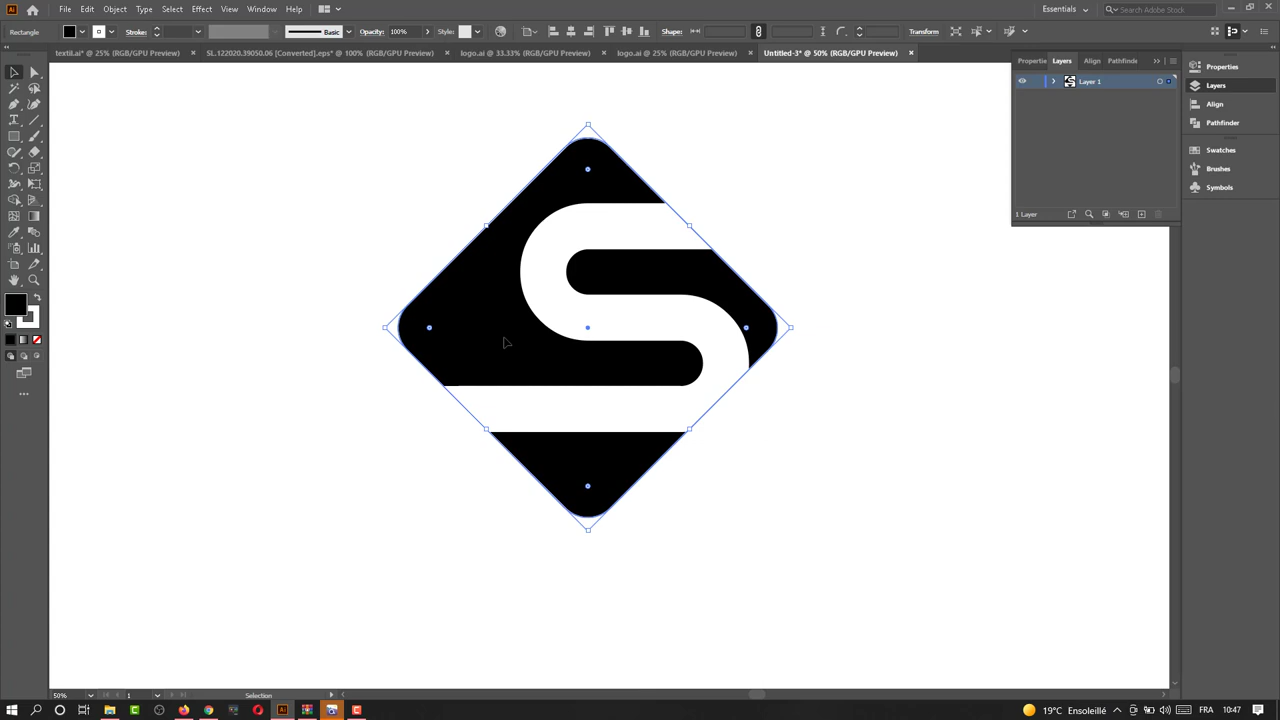 Ai File Edit Object Type Select Effect View Window Help Essentials Search Adobe Stock
Rectangle Stroke: Basic Opacity: 100% Style: Shape: Transform
textil.ai* @ 25% (RGB/GPU Preview) × SL.122020.39050.06 [Converted].eps* @ 100% (RGB/GPU Preview) × logo.ai @ 33.33% (RGB/GPU Preview) × logo.ai @ 25% (RGB/GPU Preview) × Untitled-3* @ 50% (RGB/GPU Preview) ×
Properti Layers Align Pathfinde
Layer 1
1 Layer
Properties
Layers
Align
Pathfinder
Swatches
Brushes
Symbols
50% 1 Selection
19°C Ensoleillé FRA 10:47